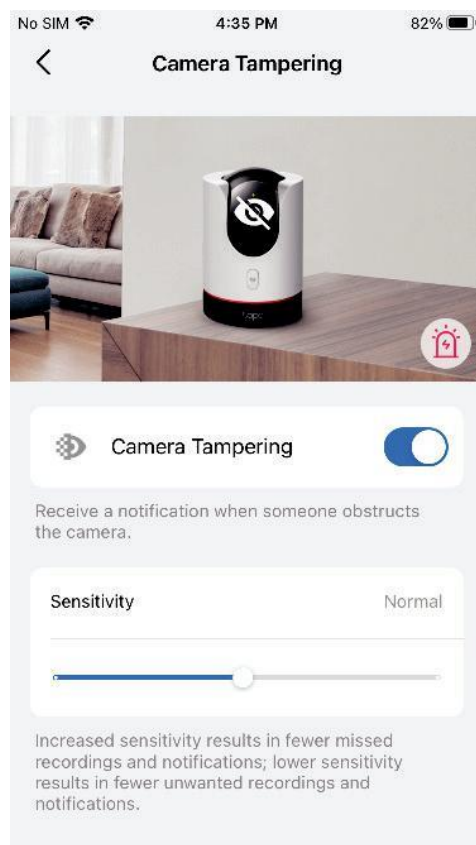 No SIM 4:35 PM 82%
Camera Tampering
tapo
Camera Tampering
Receive a notification when someone obstructs
the camera.
Sensitivity Normal
Increased sensitivity results in fewer missed
recordings and notifications; lower sensitivity
results in fewer unwanted recordings and
notifications.